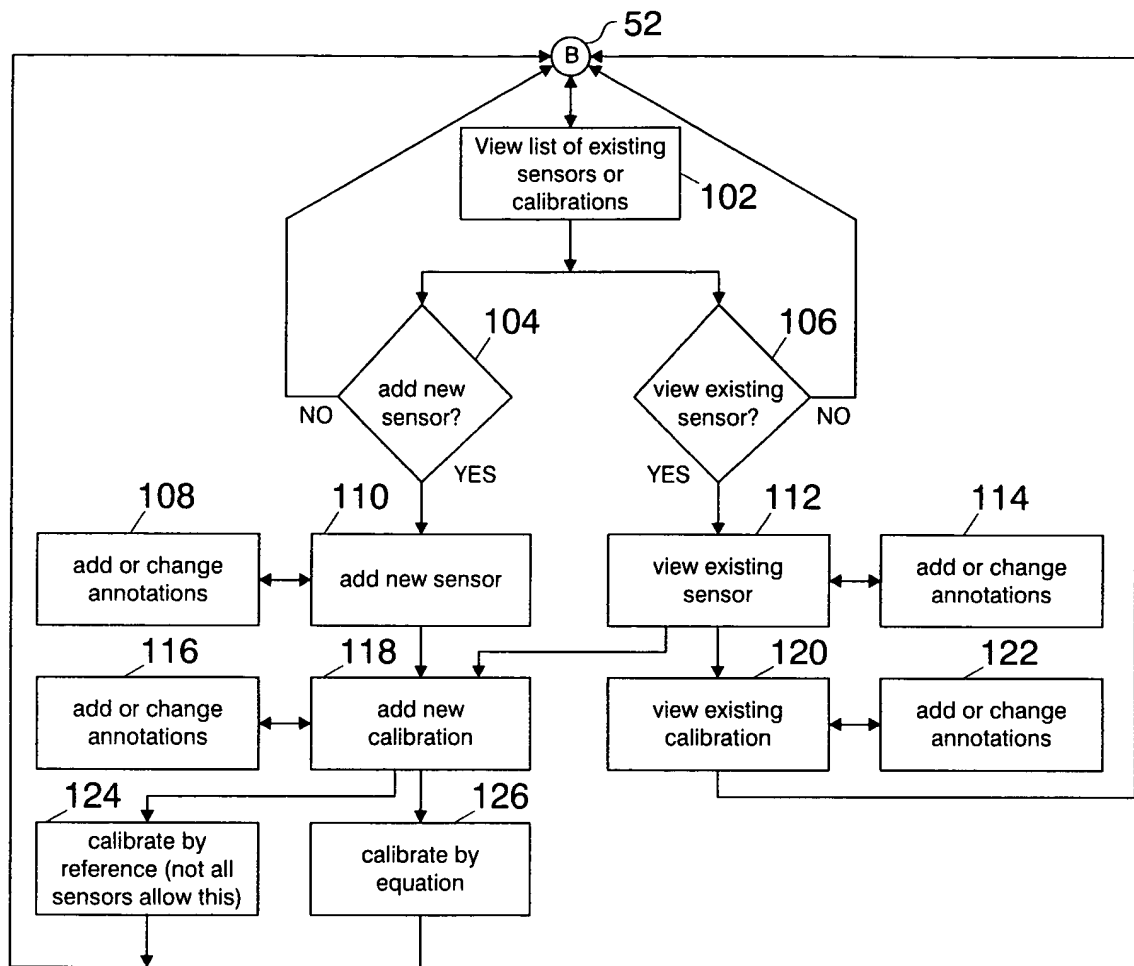 52
B
View list of existing
sensors or
calibrations
102
104
106
add new
sensor?
view existing
sensor?
NO
NO
YES
YES
108
110
112
114
add or change
annotations
add new sensor
view existing
sensor
add or change
annotations
116
118
120
122
add or change
annotations
add new
calibration
view existing
calibration
add or change
annotations
124
126
calibrate by
reference (not all
sensors allow this)
calibrate by
equation